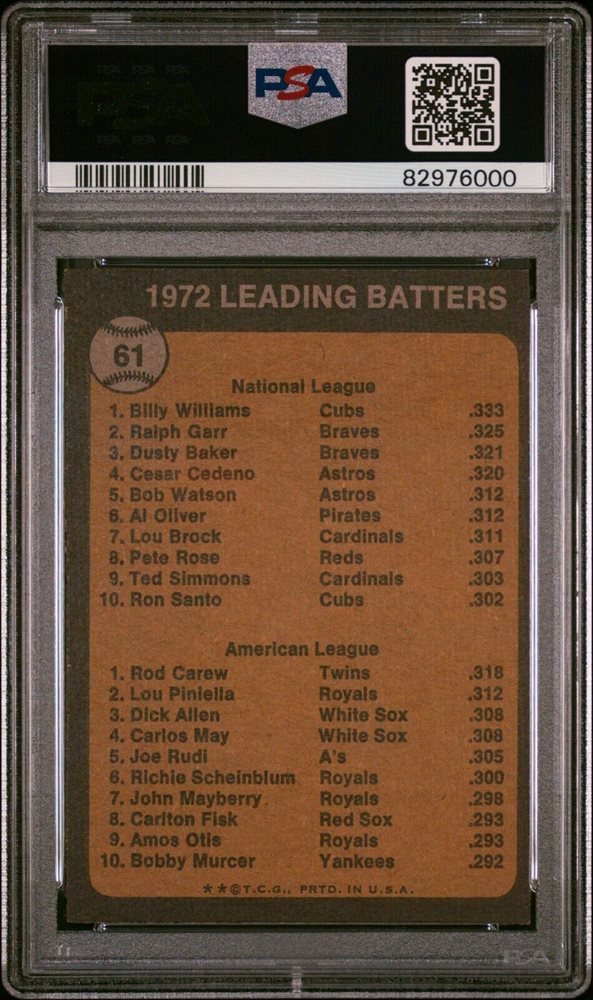 PSA
82976000
1972 LEADING BATTERS
61
National League
1. Billy Williams Cubs .333
2. Ralph Garr Braves .325
3. Dusty Baker Braves .321
4. Cesar Cedeno Astros .320
5. Bob Watson Astros .312
6. Al Oliver Pirates .312
7. Lou Brock Cardinals .311
8. Pete Rose Reds .307
9. Ted Simmons Cardinals .303
10. Ron Santo Cubs .302
American League
1. Rod Carew Twins .318
2. Lou Piniella Royals .312
3. Dick Allen White Sox .308
4. Carlos May White Sox .308
5. Joe Rudi A's .305
6. Richie Scheinblum Royals .300
7. John Mayberry Royals .298
8. Carlton Fisk Red Sox .293
9. Amos Otis Royals .293
10. Bobby Murcer Yankees .292
**©T.C.G., PRTD. IN U.S.A.
PSA